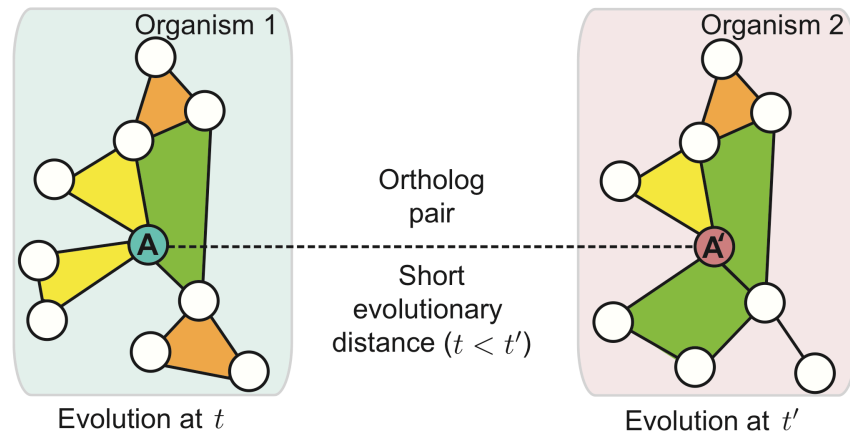 Organism 1
Organism 2
Ortholog
pair
A
A′
Short
evolutionary
distance (t < t′)
Evolution at t
Evolution at t′